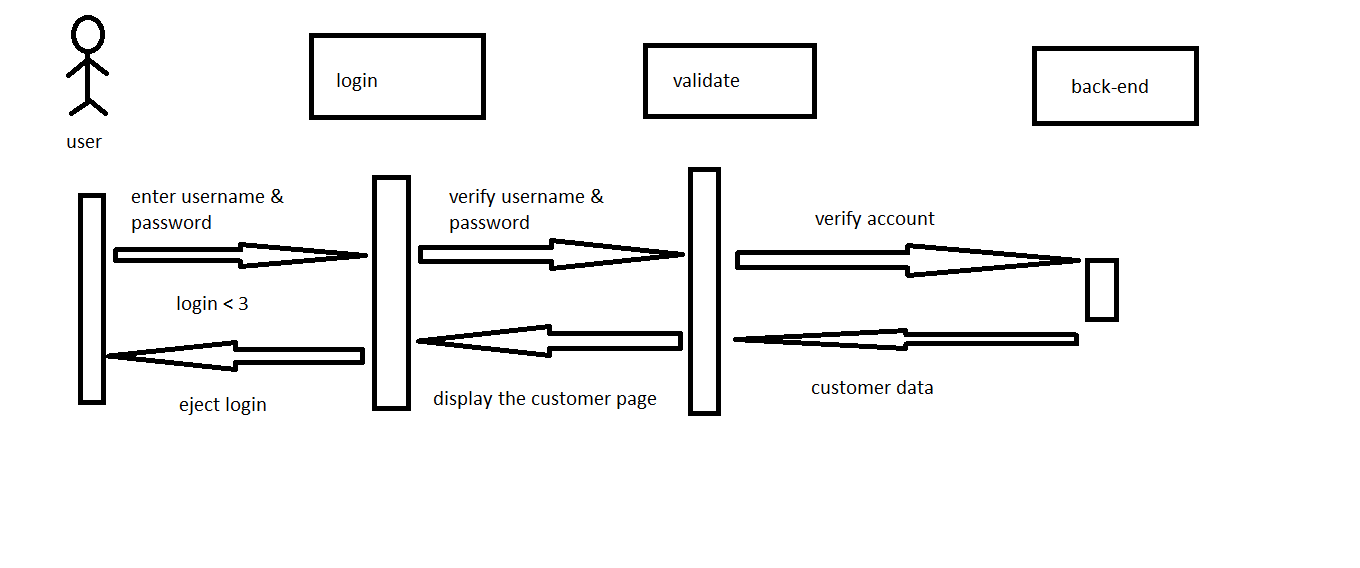 login
validate
back-end
user
enter username &
password
verify username &
password
verify account
login < 3
eject login
display the customer page
customer data